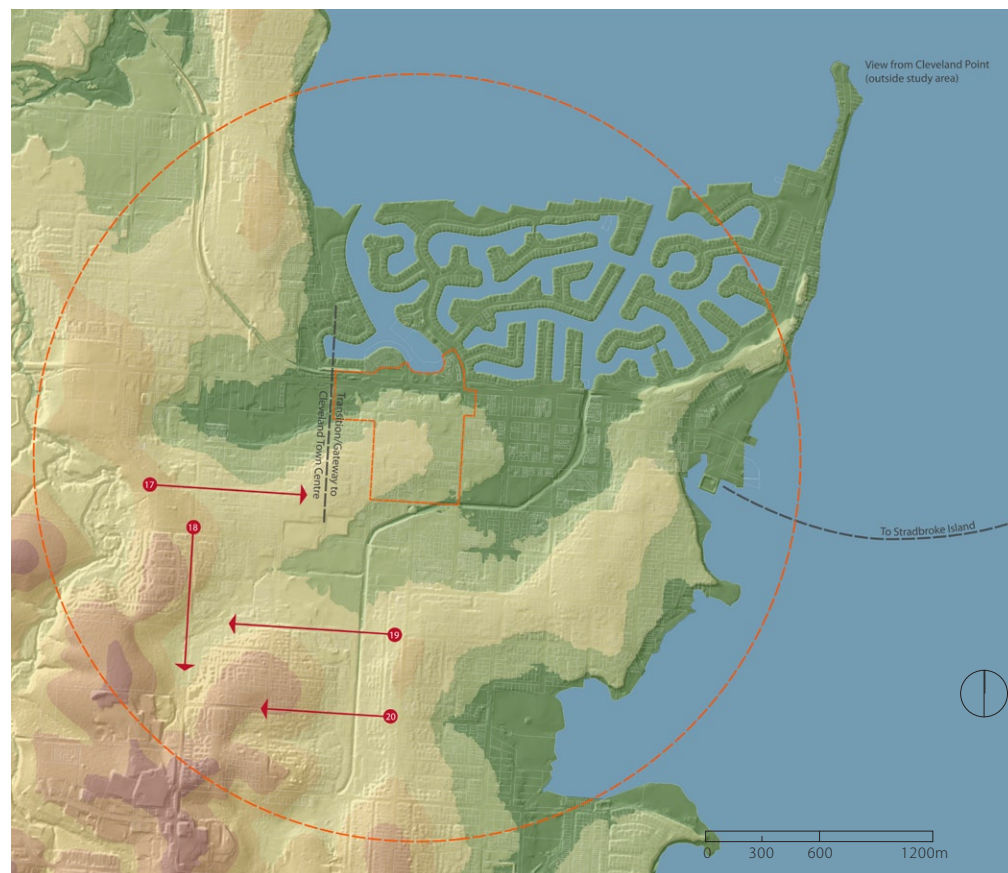 View from Cleveland Point
(outside study area)
Transition/Gateway to
Cleveland Town Centre
17
18
To Stradbroke Island
19
20
0 300 600 1200m